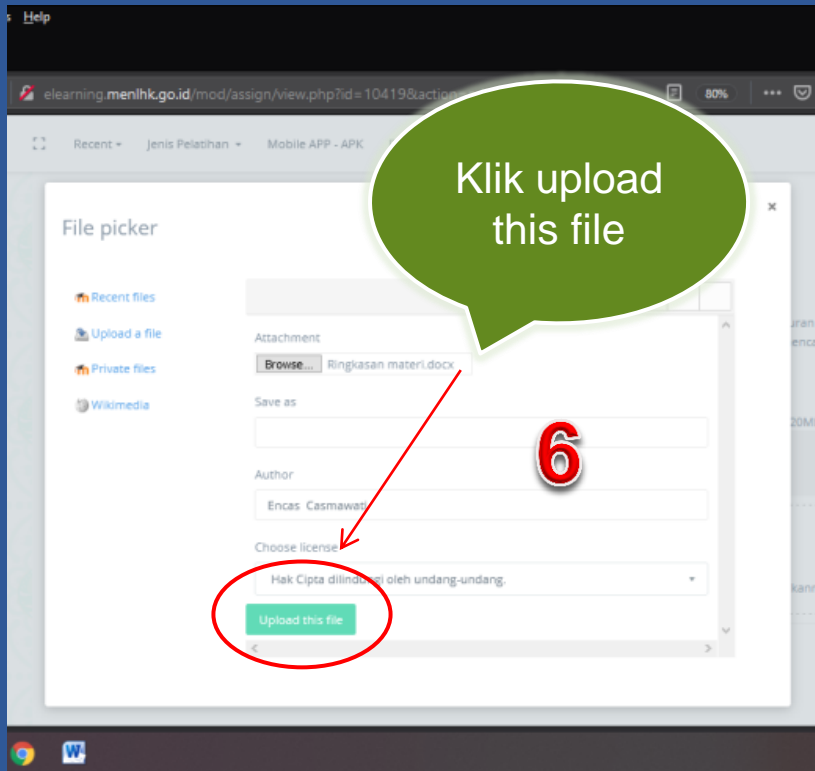 Help
elearning.menlhk.go.id/mod/assign/view.php?id=10419&action
80%
Recent
Jenis Pelatihan
Mobile APP - APK
Klik upload
this file
File picker
Recent files
Upload a file
Private files
Wikimedia
Attachment
Browse... Ringkasan materi.docx
Save as
6
Author
Encas Casmawati
Choose license
Hak Cipta dilindungi oleh undang-undang.
Upload this file